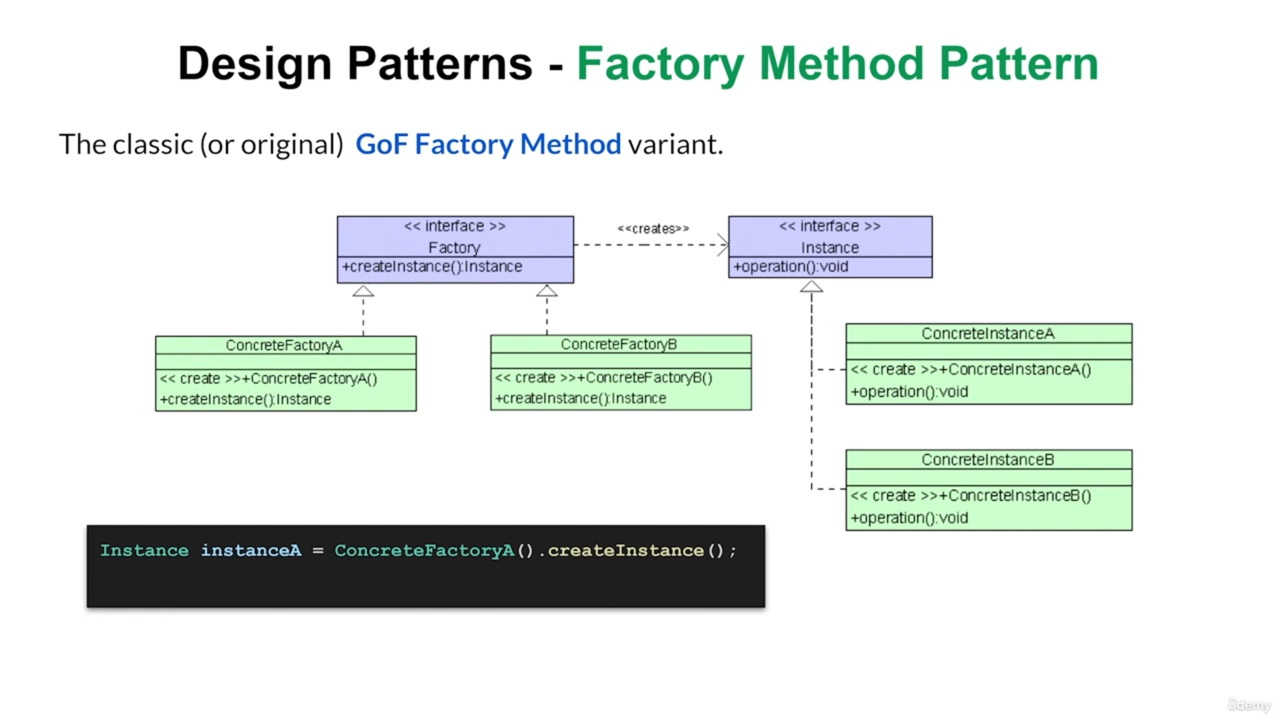 Design Patterns - Factory Method Pattern
The classic (or original) GoF Factory Method variant.
<< interface >>
Factory
+createInstance():Instance
<<creates>>
<< interface >>
Instance
+operation():void
ConcreteFactoryA
<< create >>+ConcreteFactoryA()
+createInstance():Instance
ConcreteFactoryB
<< create >>+ConcreteFactoryB()
+createInstance():Instance
ConcreteInstanceA
<< create >>+ConcreteInstanceA()
+operation():void
ConcreteInstanceB
<< create >>+ConcreteInstanceB()
+operation():void
Instance instanceA = ConcreteFactoryA().createInstance();
ûdemy